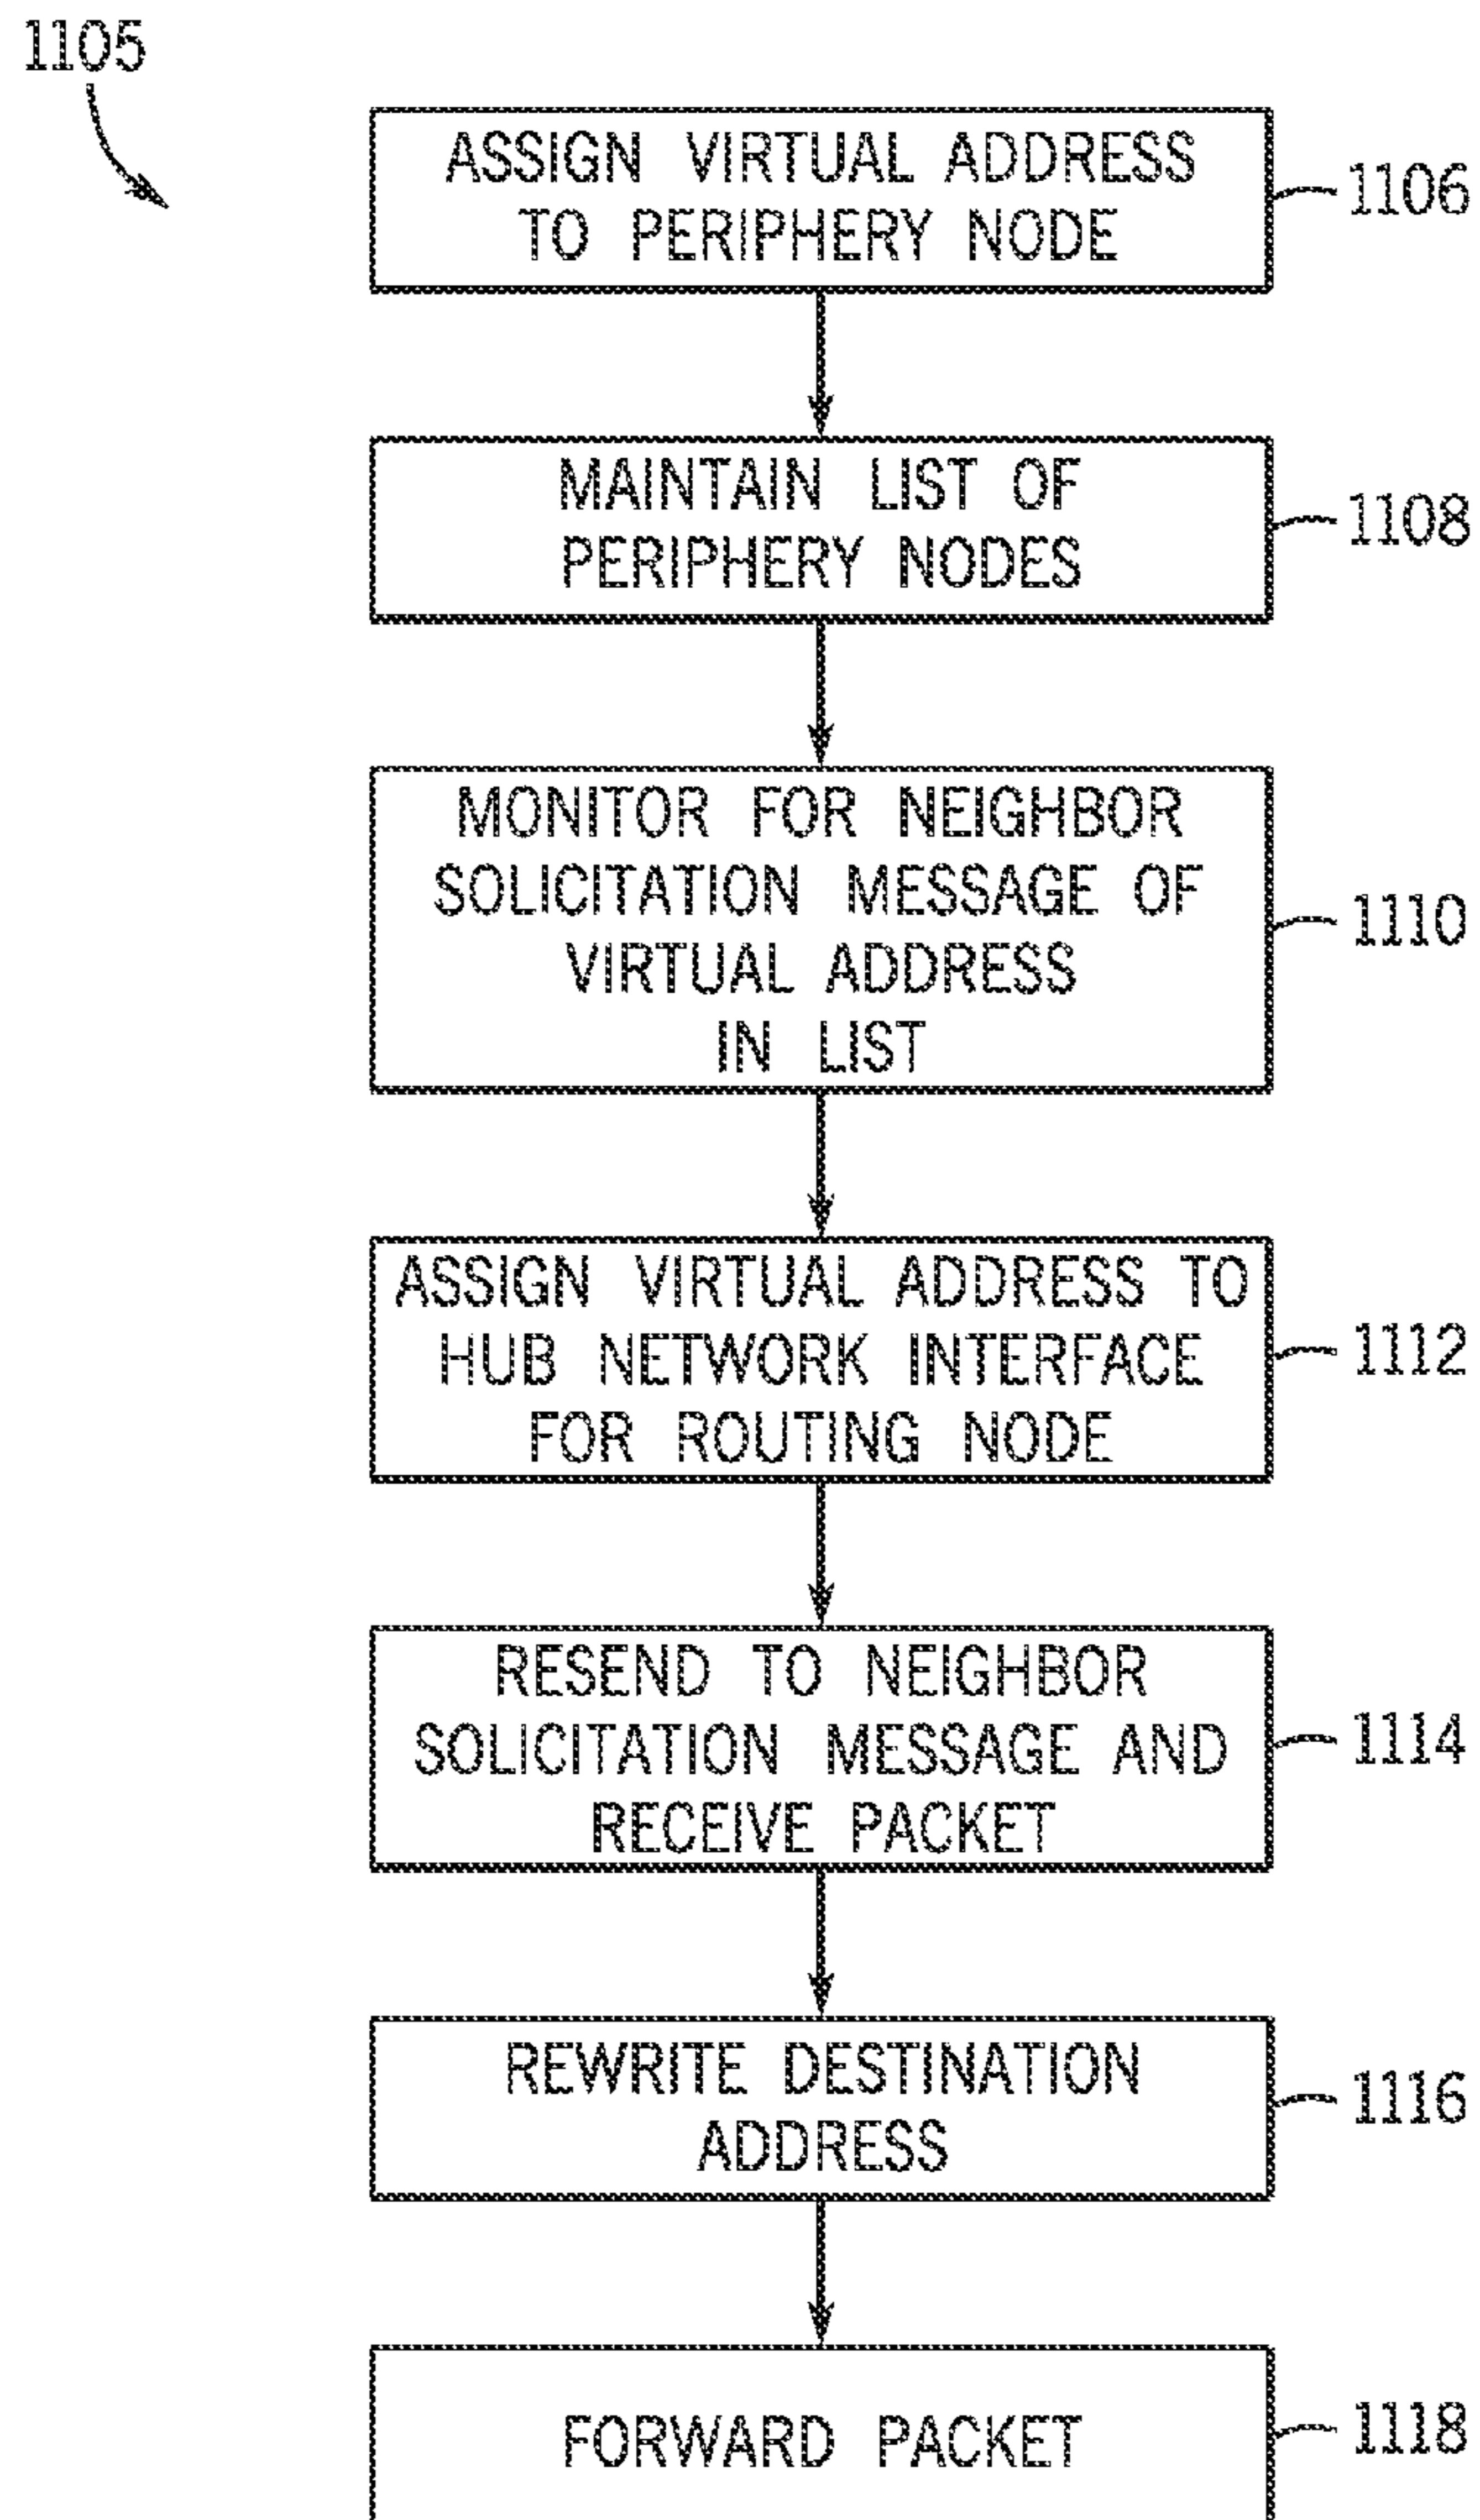 1105
ASSIGN VIRTUAL ADDRESS
TO PERIPHERY NODE
1106
MAINTAIN LIST OF
PERIPHERY NODES
1108
MONITOR FOR NEIGHBOR
SOLICITATION MESSAGE OF
VIRTUAL ADDRESS
IN LIST
1110
ASSIGN VIRTUAL ADDRESS TO
HUB NETWORK INTERFACE
FOR ROUTING NODE
1112
RESEND TO NEIGHBOR
SOLICITATION MESSAGE AND
RECEIVE PACKET
1114
REWRITE DESTINATION
ADDRESS
1116
FORWARD PACKET
1118